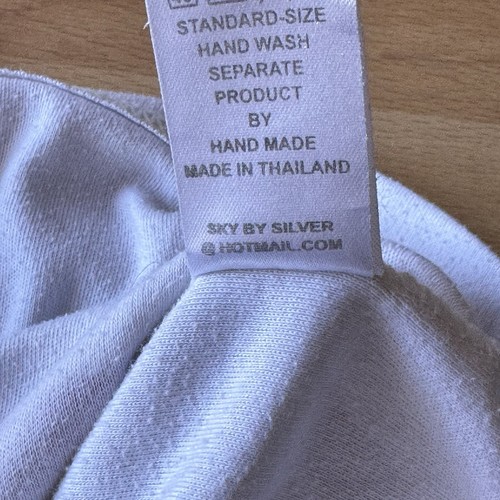 STANDARD-SIZE
HAND WASH
SEPARATE
PRODUCT
BY
HAND MADE
MADE IN THAILAND
SKY BY SILVER
@HOTMAIL.COM